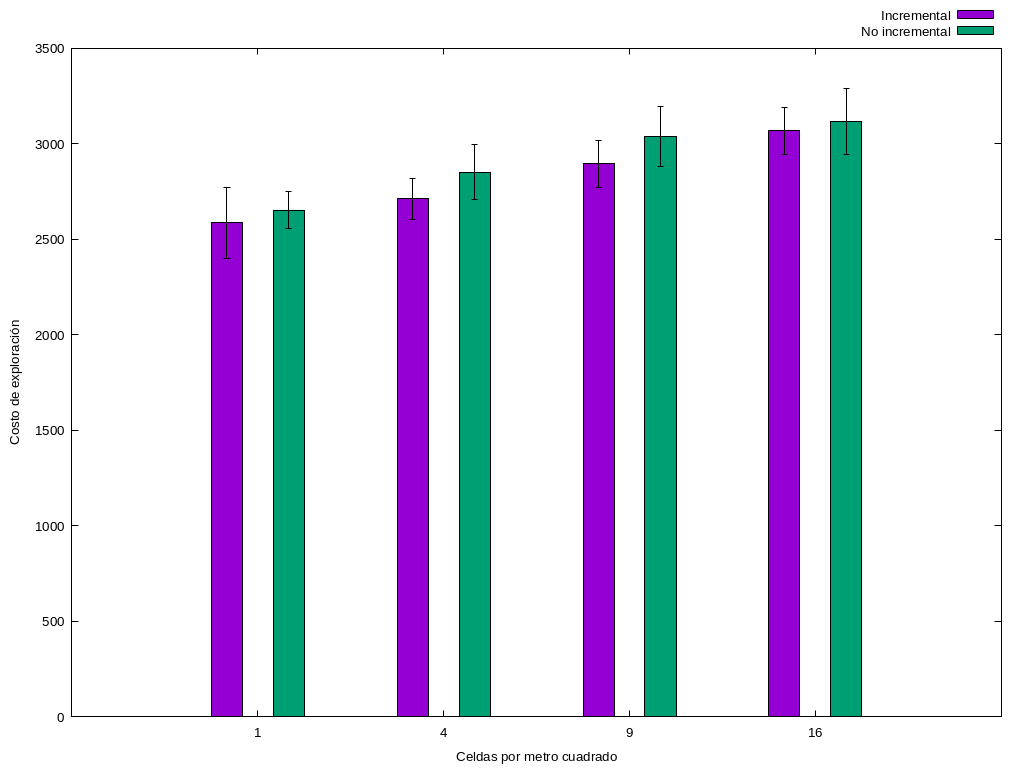 Incremental
No incremental
3500
3000
2500
2000
1500
1000
500
0
Costo de exploración
1 4 9 16
Celdas por metro cuadrado